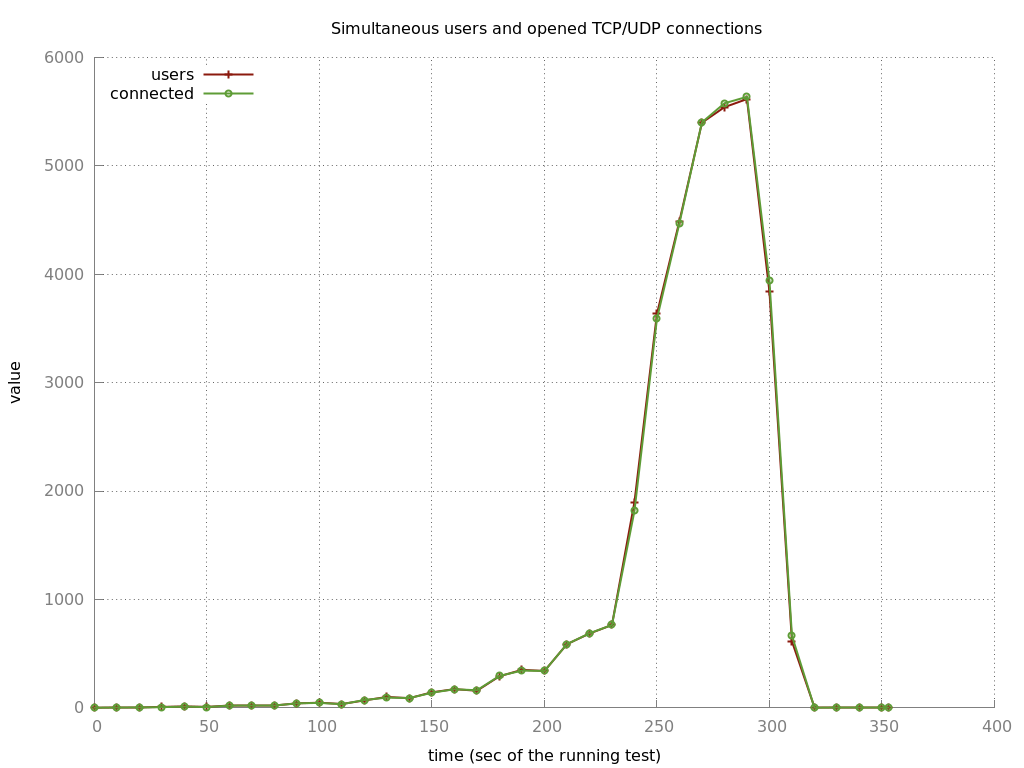 Simultaneous users and opened TCP/UDP connections
users
connected
6000
5000
4000
3000
2000
1000
0
value
0 50 100 150 200 250 300 350 400
time (sec of the running test)